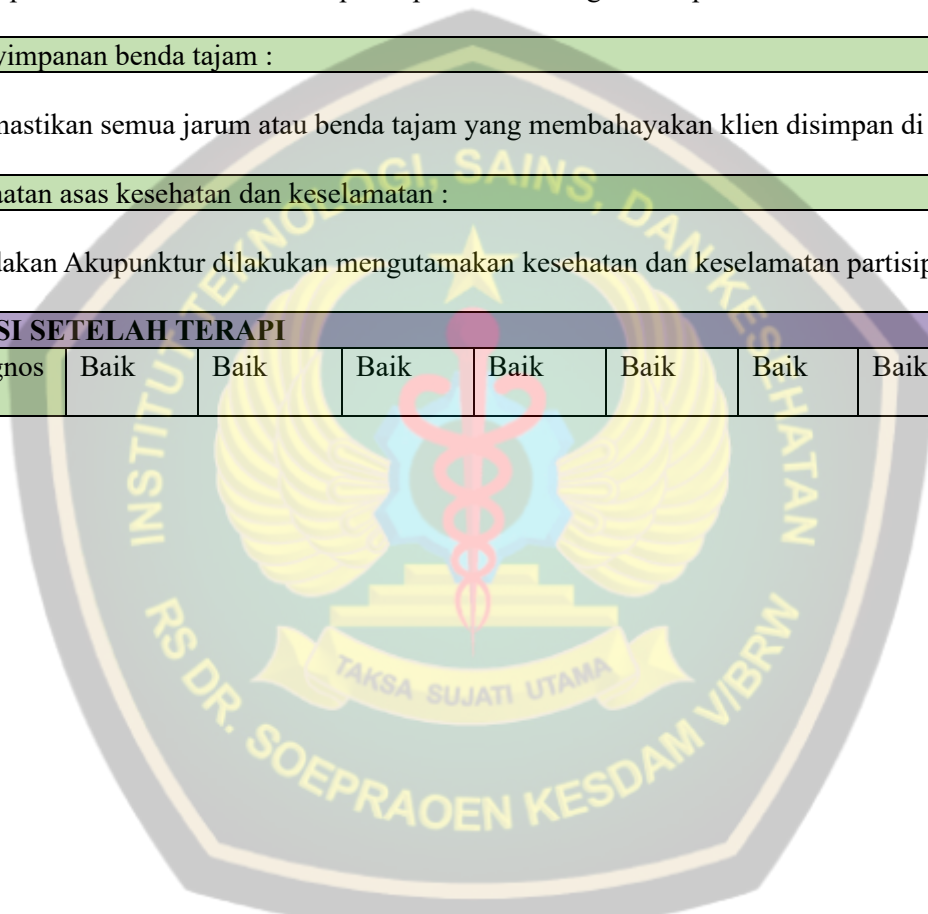 yimpanan benda tajam :
nastikan semua jarum atau benda tajam yang membahayakan klien disimpan di
atan asas kesehatan dan keselamatan :
lakan Akupunktur dilakukan mengutamakan kesehatan dan keselamatan partisip
SI SETELAH TERAPI
gnos Baik Baik Baik Baik Baik Baik Baik
INSTITUT TEKNOLOGI, SAINS, DAN KESEHATAN
TAKSA SUJATI UTAMA
RS DR. SOEPRAOEN KESDAM V/BRW